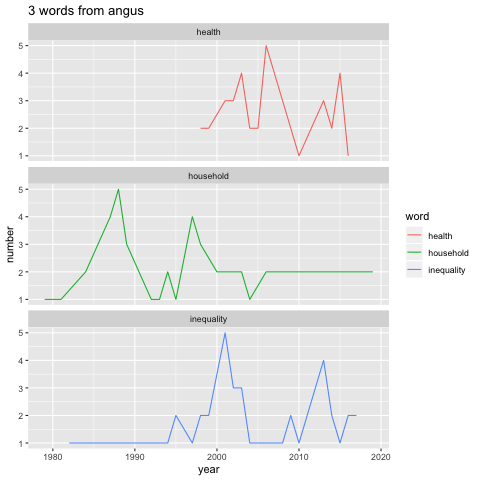 3 words from angus
health
5
4
3
2
1
household
5
4
3
2
1
inequality
5
4
3
2
1
1980 1990 2000 2010 2020
year
number
word
health
household
inequality